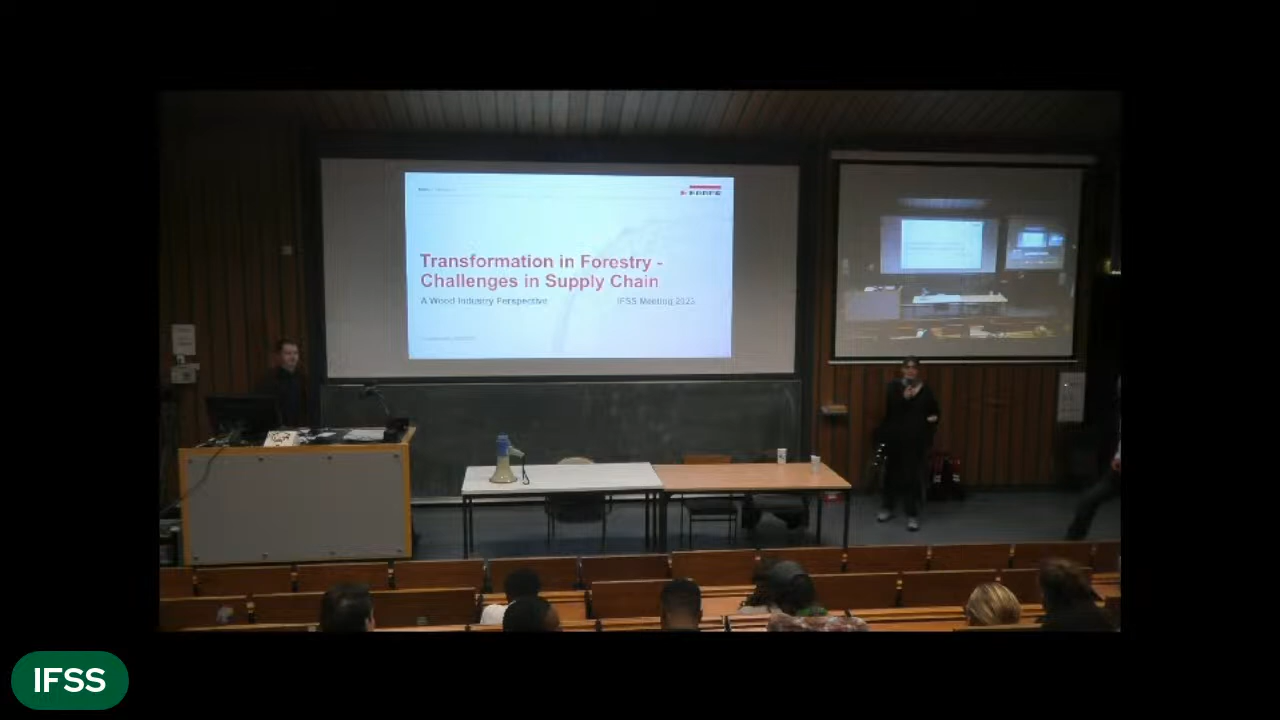 Transformation in Forestry -
Challenges in Supply Chain
A Wood Industry Perspective IFSS Meeting 2023
IFSS